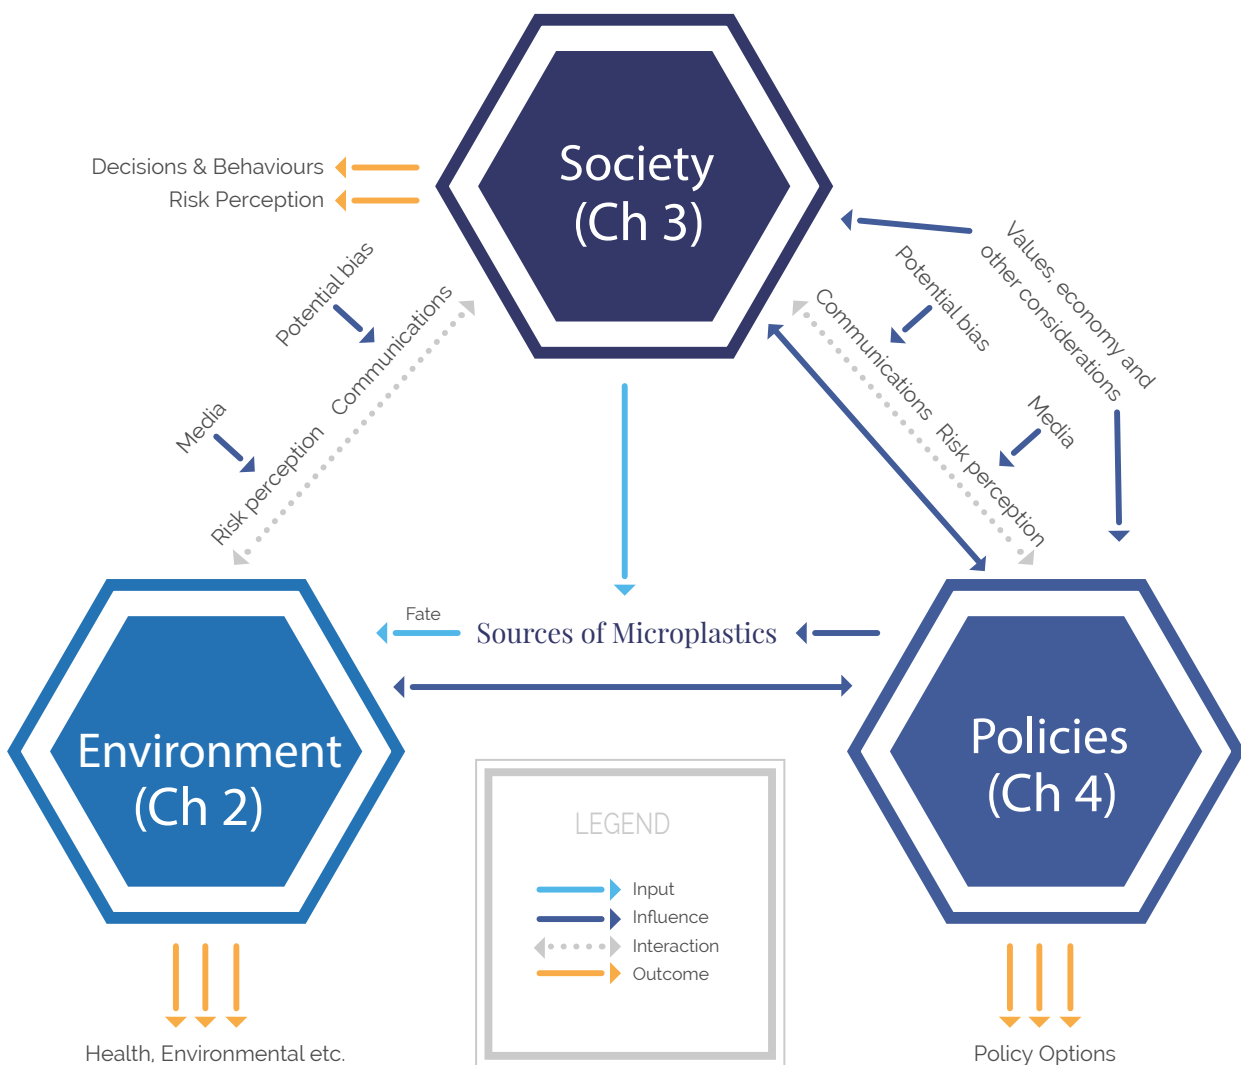 Society
(Ch 3)
Decisions & Behaviours
Risk Perception
Potential bias
Communications
Media
Risk perception
Values, economy and
other considerations
Potential bias
Communications
Media
Risk perception
Fate
Sources of Microplastics
Environment
(Ch 2)
Policies
(Ch 4)
LEGEND
Input
Influence
Interaction
Outcome
Health, Environmental etc.
Policy Options